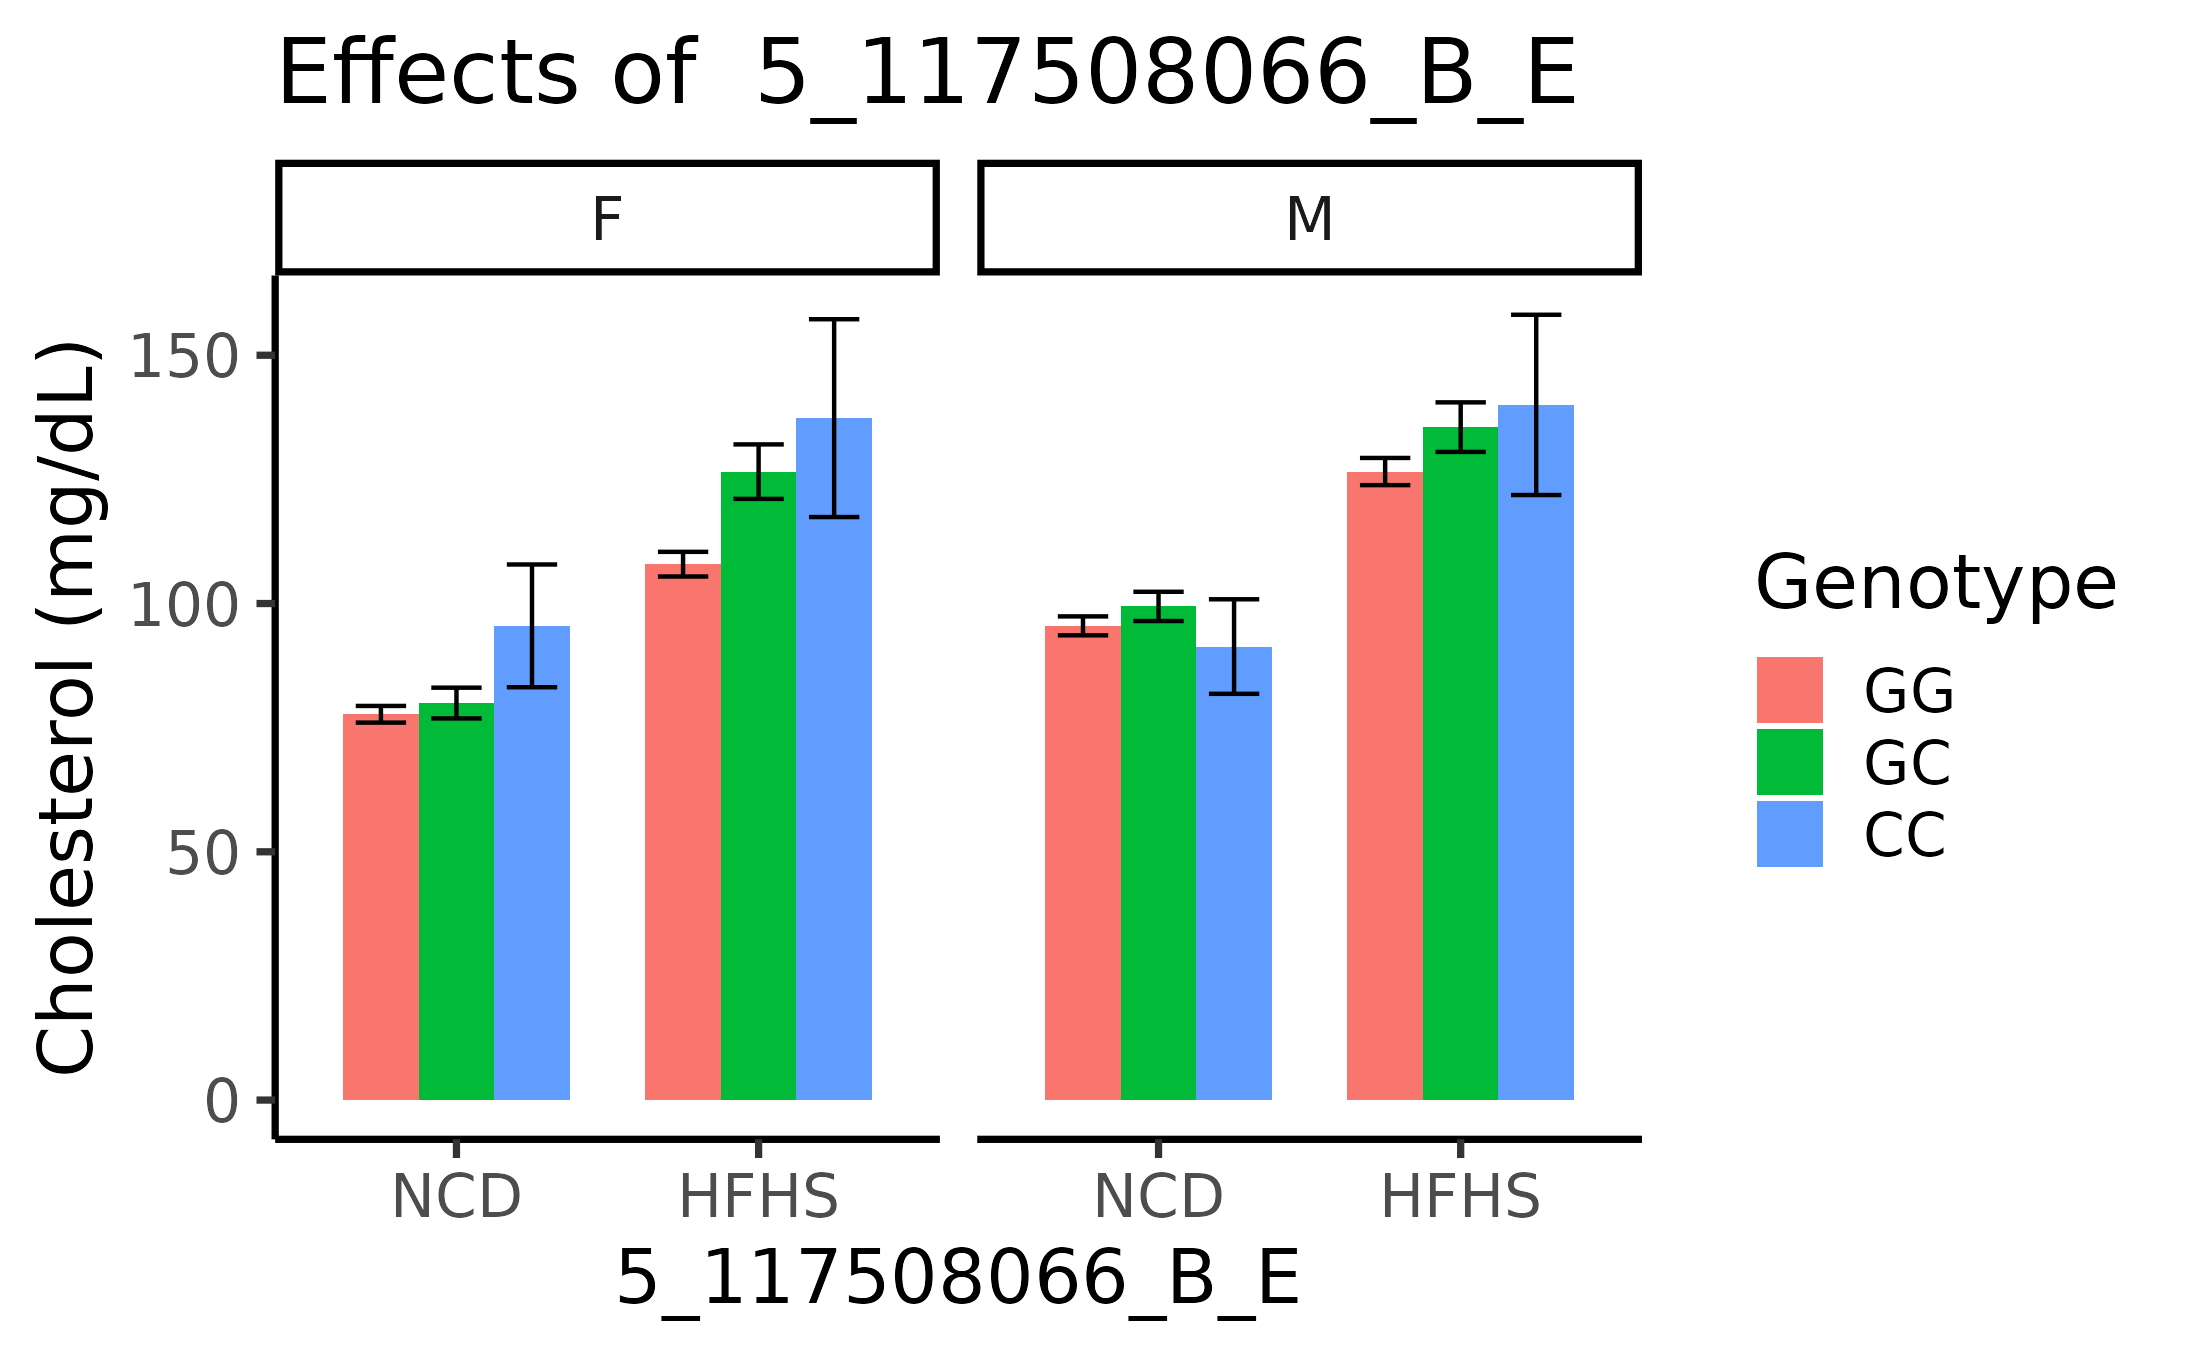 Effects of  5_117508066_B_E
F
M
Cholesterol (mg/dL)
150
100
50
0
NCD
HFHS
NCD
HFHS
5_117508066_B_E
Genotype
GG
GC
CC